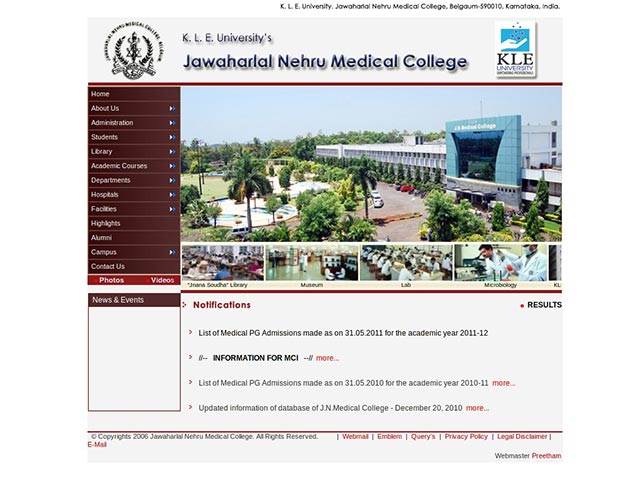 K. L. E. University, Jawaharlal Nehru Medical College, Belgaum-590010, Karnataka, India.
K. L. E. University's
Jawaharlal Nehru Medical College
KLE
UNIVERSITY
EMPOWERING PROFESSIONALS
Home
About Us
Administration
Students
Library
Academic Courses
Departments
Hospitals
Facilities
Highlights
Alumni
Campus
Contact Us
Photos Videos
J.N.Medical College
"Jnana Soudha" Library Museum Lab Microbiology KL
News & Events
Notifications RESULTS
List of Medical PG Admissions made as on 31.05.2011 for the academic year 2011-12
//-- INFORMATION FOR MCI --// more...
List of Medical PG Admissions made as on 31.05.2010 for the academic year 2010-11 more...
Updated information of database of J.N.Medical College - December 20, 2010 more...
© Copyrights 2006 Jawaharlal Nehru Medical College. All Rights Reserved. | Webmail | Emblem | Query's | Privacy Policy | Legal Disclaimer |
E-Mail
Webmaster Preetham